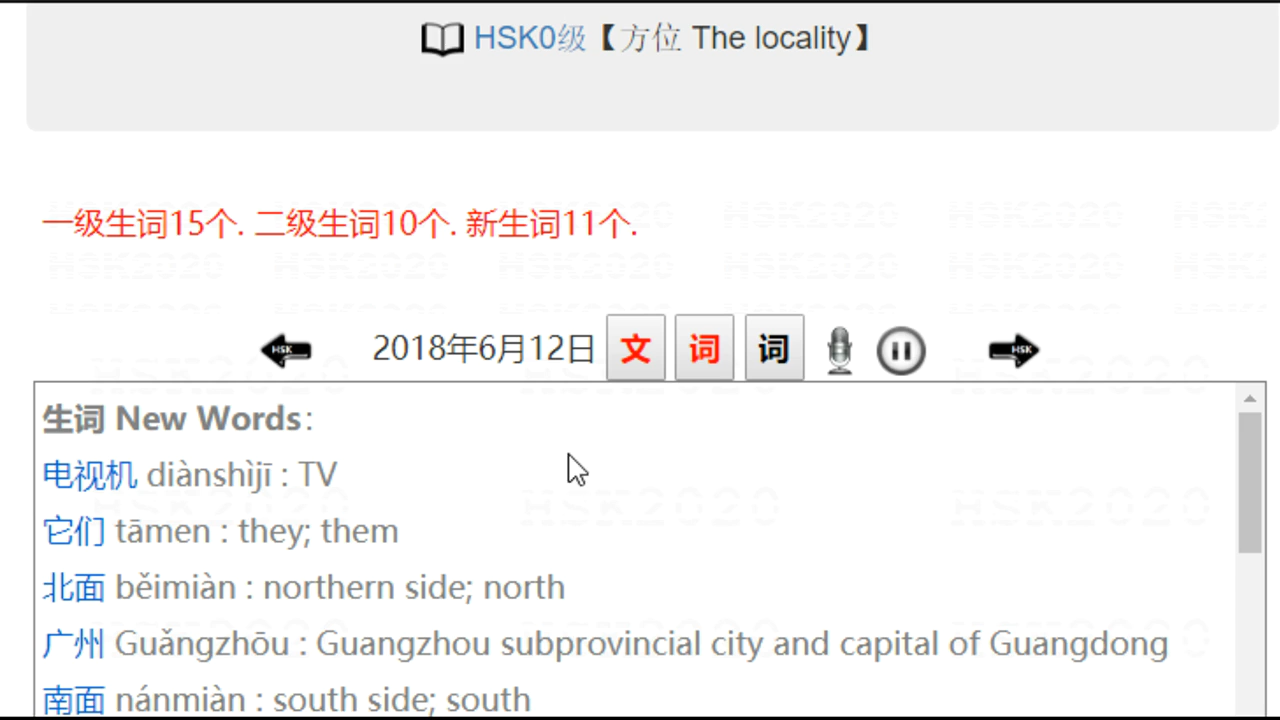 HSK0级【方位 The locality】
一级生词15个. 二级生词10个. 新生词11个.
HSK 2018年6月12日 文 词 词 HSK
生词 New Words:
电视机 diànshìjī : TV
它们 tāmen : they; them
北面 běimiàn : northern side; north
广州 Guǎngzhōu : Guangzhou subprovincial city and capital of Guangdong
南面 nánmiàn : south side; south
HSK2020